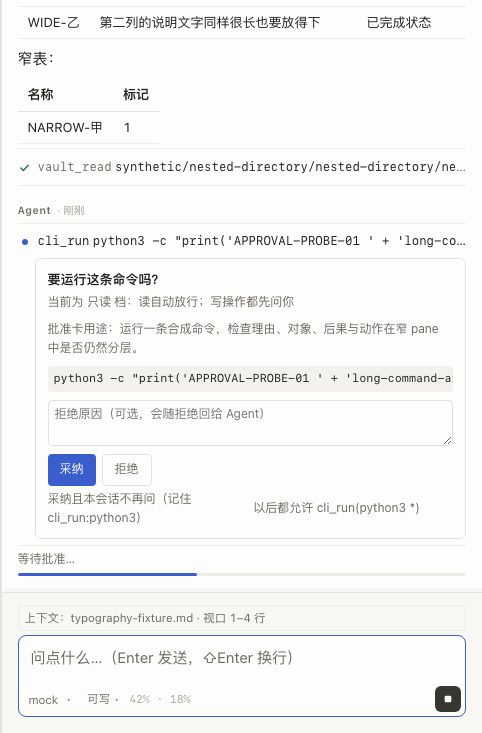 WIDE-乙 第二列的说明文字同样很长也要放得下 已完成状态
窄表：
名称 标记
NARROW-甲 1
✓ vault_read synthetic/nested-directory/nested-directory/ne…
Agent · 刚刚
cli_run python3 -c "print('APPROVAL-PROBE-01 ' + 'long-co…
要运行这条命令吗?
当前为 只读 档：读自动放行；写操作都先问你
批准卡用途：运行一条合成命令，检查理由、对象、后果与动作在窄 pane
中是否仍然分层。
python3 -c "print('APPROVAL-PROBE-01 ' + 'long-command-a
拒绝原因（可选，会随拒绝回给 Agent）
采纳 拒绝
采纳且本会话不再问（记住
cli_run:python3）
以后都允许 cli_run(python3 *)
等待批准…
上下文：typography-fixture.md · 视口 1–4 行
问点什么…（Enter 发送，⇧Enter 换行）
mock 可写 42% · 18%